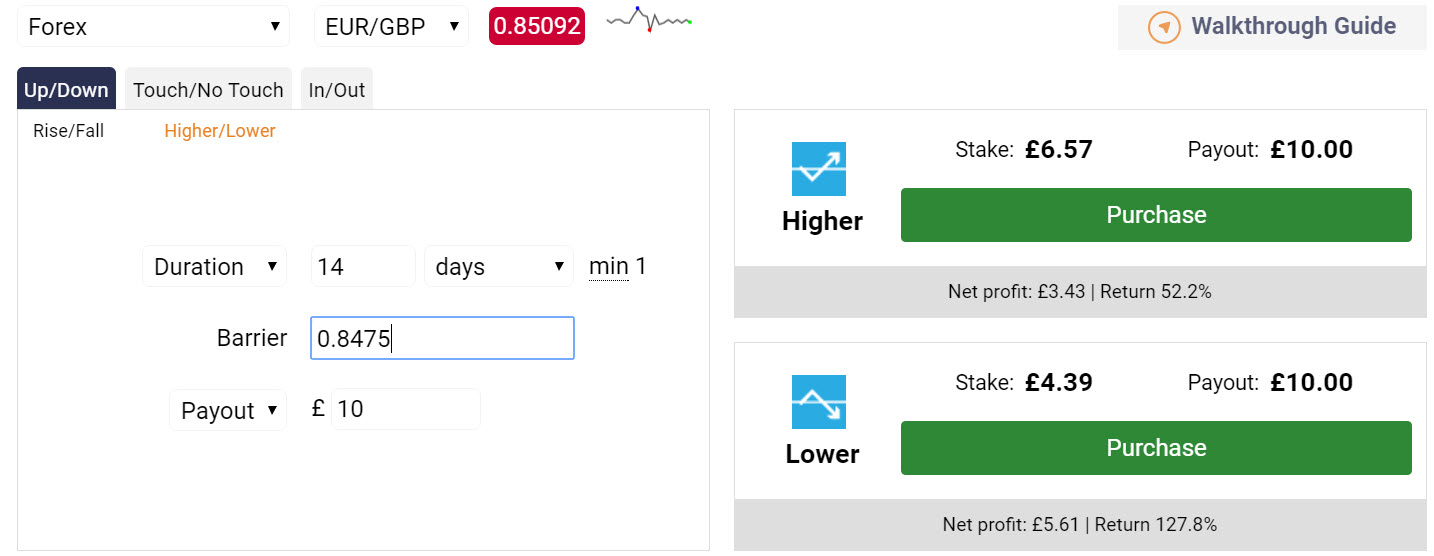 Forex EUR/GBP 0.85092 Walkthrough Guide
Up/Down Touch/No Touch In/Out
Rise/Fall Higher/Lower
Duration 14 days min 1
Barrier 0.8475
Payout £ 10
Stake: £6.57 Payout: £10.00
Higher
Purchase
Net profit: £3.43 | Return 52.2%
Stake: £4.39 Payout: £10.00
Lower
Purchase
Net profit: £5.61 | Return 127.8%